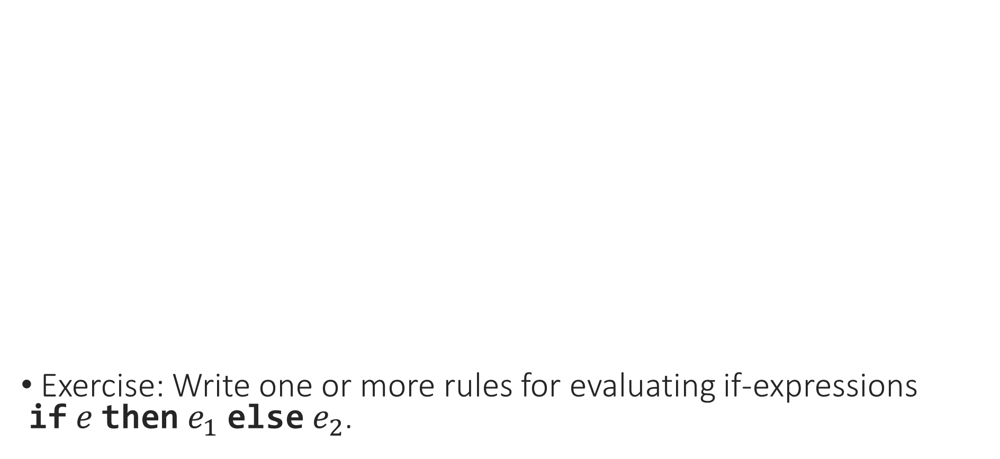 • Exercise: Write one or more rules for evaluating if-expressions
if e then e₁ else e₂.